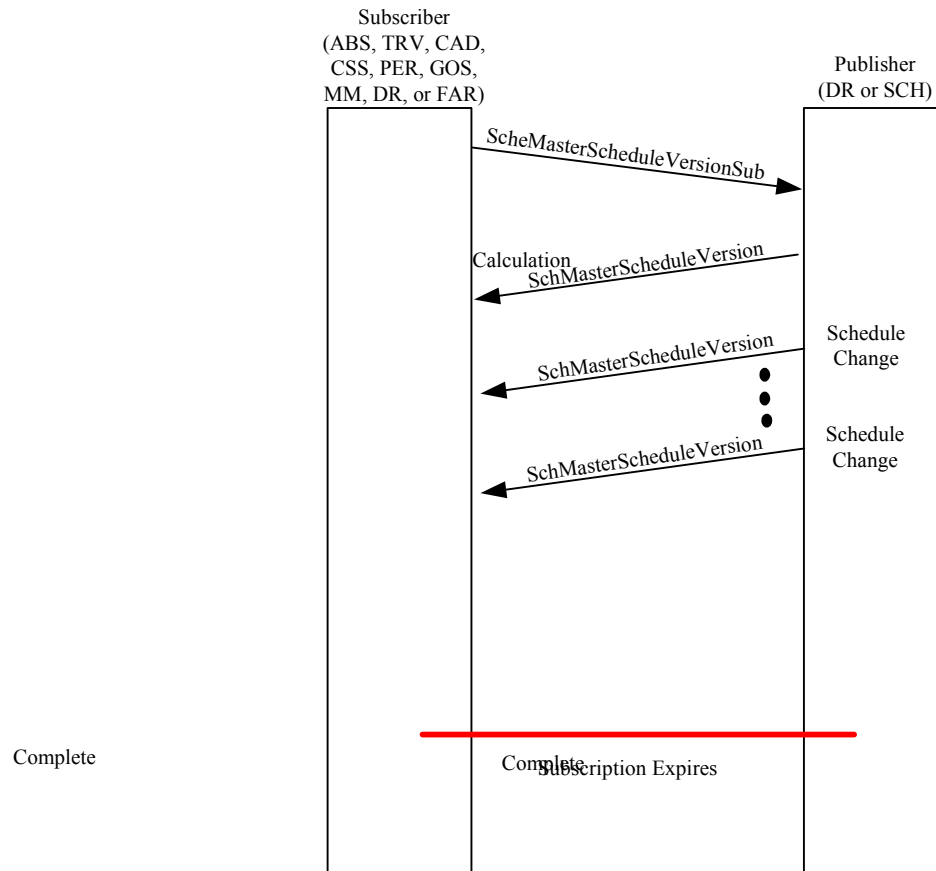 Subscriber
(ABS, TRV, CAD,
CSS, PER, GOS,
MM, DR, or FAR)
Publisher
(DR or SCH)
ScheMasterScheduleVersionSub
Calculation
SchMasterScheduleVersion
SchMasterScheduleVersion
Schedule
Change
SchMasterScheduleVersion
Schedule
Change
Complete
Complete
Subscription Expires